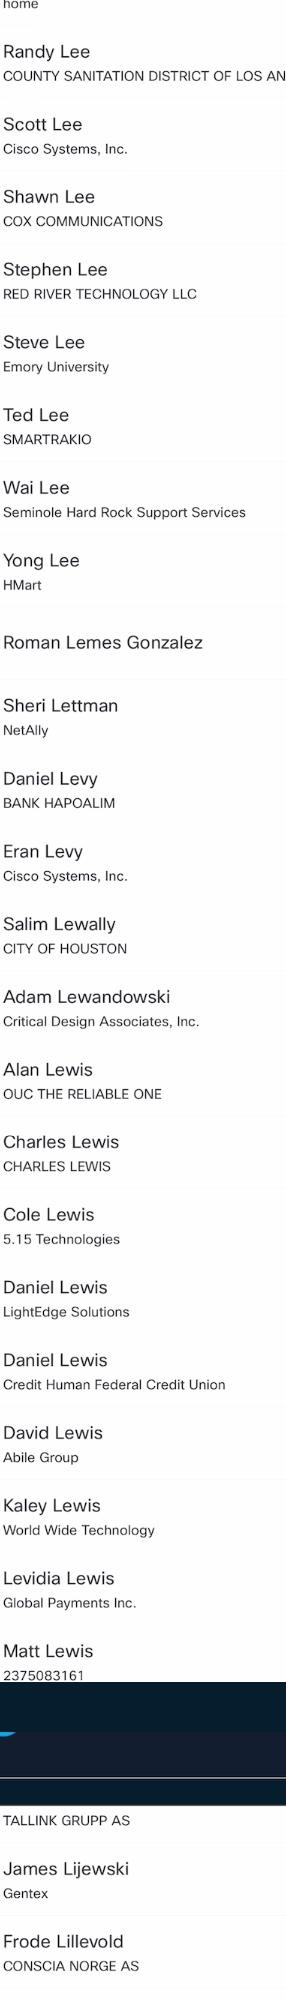 home
Randy Lee
COUNTY SANITATION DISTRICT OF LOS AN
Scott Lee
Cisco Systems, Inc.
Shawn Lee
COX COMMUNICATIONS
Stephen Lee
RED RIVER TECHNOLOGY LLC
Steve Lee
Emory University
Ted Lee
SMARTRAKIO
Wai Lee
Seminole Hard Rock Support Services
Yong Lee
HMart
Roman Lemes Gonzalez
Sheri Lettman
NetAlly
Daniel Levy
BANK HAPOALIM
Eran Levy
Cisco Systems, Inc.
Salim Lewally
CITY OF HOUSTON
Adam Lewandowski
Critical Design Associates, Inc.
Alan Lewis
OUC THE RELIABLE ONE
Charles Lewis
CHARLES LEWIS
Cole Lewis
5.15 Technologies
Daniel Lewis
LightEdge Solutions
Daniel Lewis
Credit Human Federal Credit Union
David Lewis
Abile Group
Kaley Lewis
World Wide Technology
Levidia Lewis
Global Payments Inc.
Matt Lewis
2375083161
TALLINK GRUPP AS
James Lijewski
Gentex
Frode Lillevold
CONSCIA NORGE AS